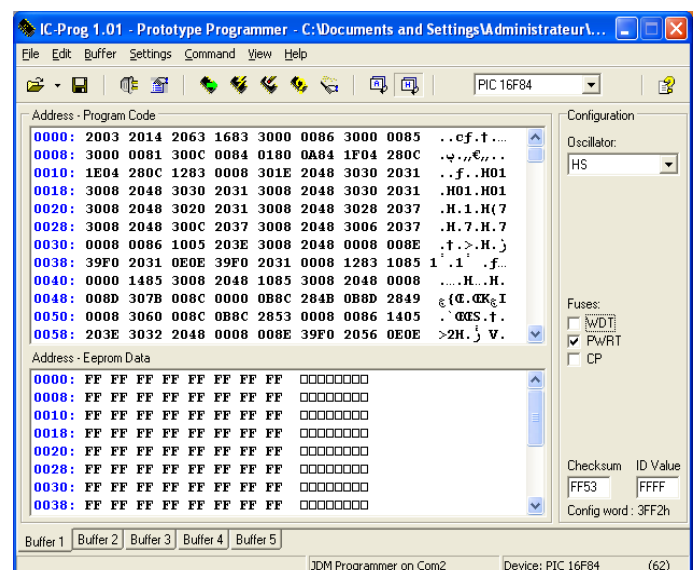 IC-Prog 1.01 - Prototype Programmer - C:\Documents and Settings\Administrateur\...
File Edit Buffer Settings Command View Help
PIC 16F84
Address - Program Code
0000: 2003 2014 2063 1683 3000 0086 3000 0085 ..cƒ.†.…
0008: 3000 0081 300C 0084 0180 0A84 1F04 280C
0010: 1E04 280C 1283 0008 301E 2048 3030 2031 ..ƒ..H01
0018: 3008 2048 3030 2031 3008 2048 3030 2031 .H01.H01
0020: 3008 2048 3020 2031 3008 2048 3028 2037 .H.1.H(7
0028: 3008 2048 300C 2037 3008 2048 3006 2037 .H.7.H.7
0030: 0008 0086 1005 203E 3008 2048 0008 008E
0038: 39F0 2031 0E0E 39F0 2031 0008 1283 1085
0040: 0000 1485 3008 2048 1085 3008 2048 0008 .….H…H.
0048: 008D 307B 008C 0000 0B8C 284B 0B8D 2849
0050: 0008 3060 008C 0B8C 2853 0008 0086 1405 .`ŒŒS.†.
0058: 203E 3032 2048 0008 008E 39F0 2056 0E0E
Address - Eeprom Data
0000: FF FF FF FF FF FF FF FF □□□□□□□□
0008: FF FF FF FF FF FF FF FF □□□□□□□□
0010: FF FF FF FF FF FF FF FF □□□□□□□□
0018: FF FF FF FF FF FF FF FF □□□□□□□□
0020: FF FF FF FF FF FF FF FF □□□□□□□□
0028: FF FF FF FF FF FF FF FF □□□□□□□□
0030: FF FF FF FF FF FF FF FF □□□□□□□□
0038: FF FF FF FF FF FF FF FF □□□□□□□□
Configuration
Oscillator:
HS
Fuses:
WDT
PWRT
CP
Checksum ID Value
FF53 FFFF
Config word : 3FF2h
Buffer 1 Buffer 2 Buffer 3 Buffer 4 Buffer 5
JDM Programmer on Com2 Device: PIC 16F84 (62)